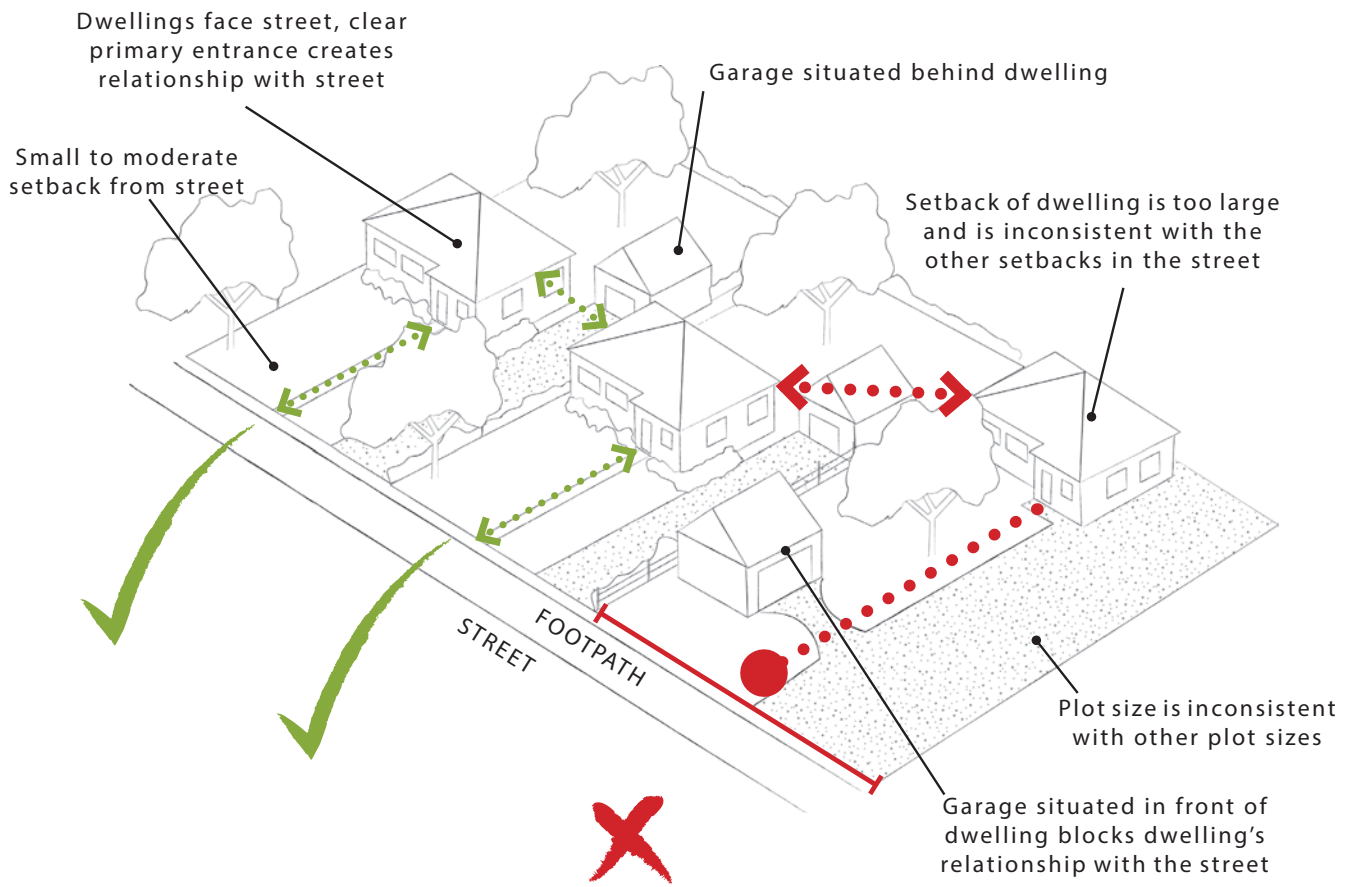 Dwellings face street, clear
primary entrance creates
relationship with street
Garage situated behind dwelling
Small to moderate
setback from street
Setback of dwelling is too large
and is inconsistent with the
other setbacks in the street
STREET
FOOTPATH
Plot size is inconsistent
with other plot sizes
Garage situated in front of
dwelling blocks dwelling’s
relationship with the street